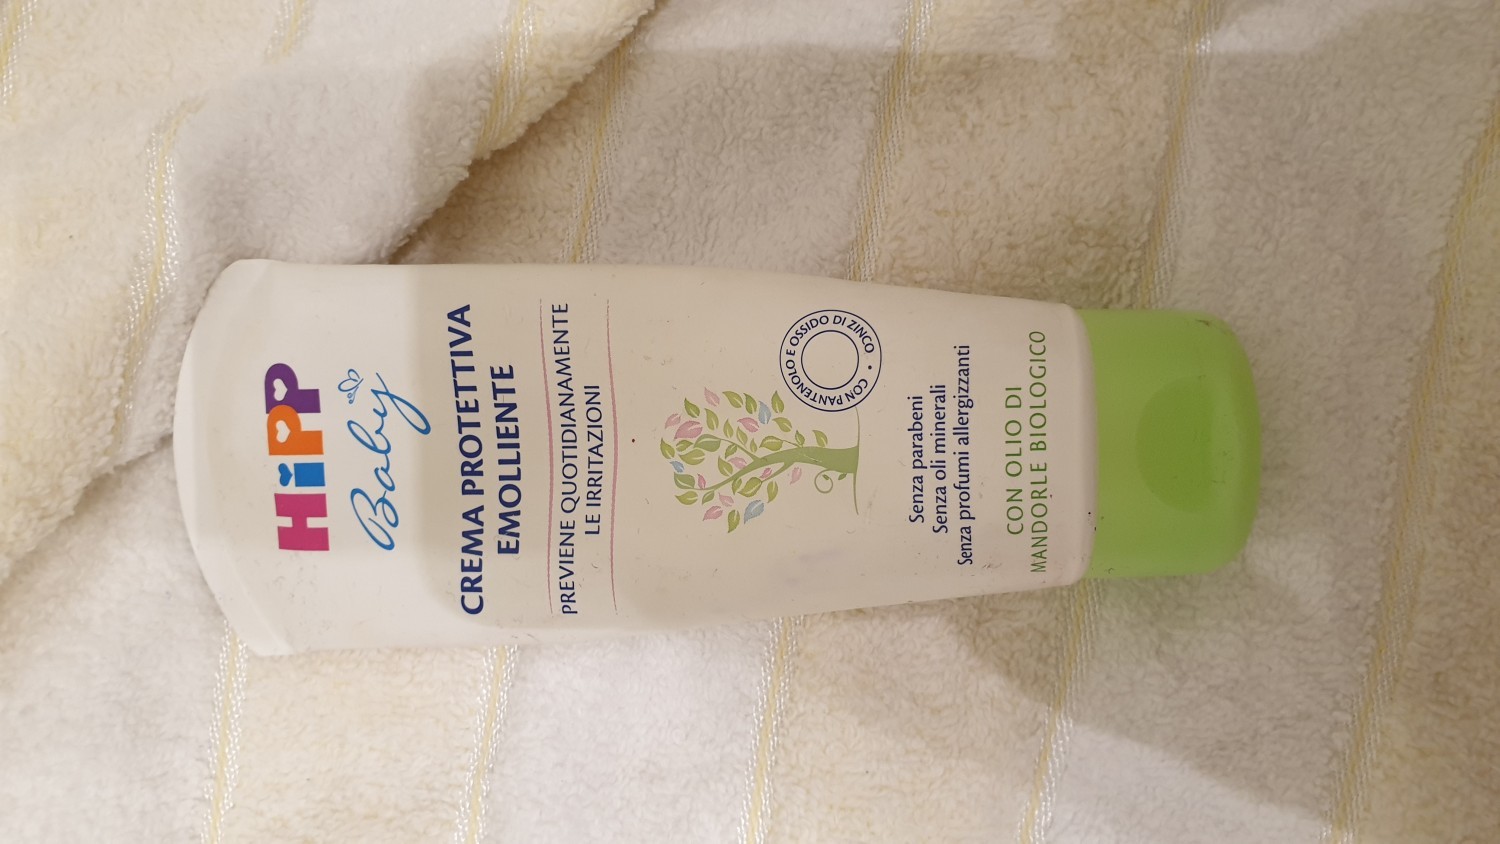 HiPP
Baby
CREMA PROTETTIVA
EMOLLIENTE
PREVIENE QUOTIDIANAMENTE
LE IRRITAZIONI
CON PANTENOLO E OSSIDO DI ZINCO •
Senza parabeni
Senza oli minerali
Senza profumi allergizzanti
CON OLIO DI
MANDORLE BIOLOGICO